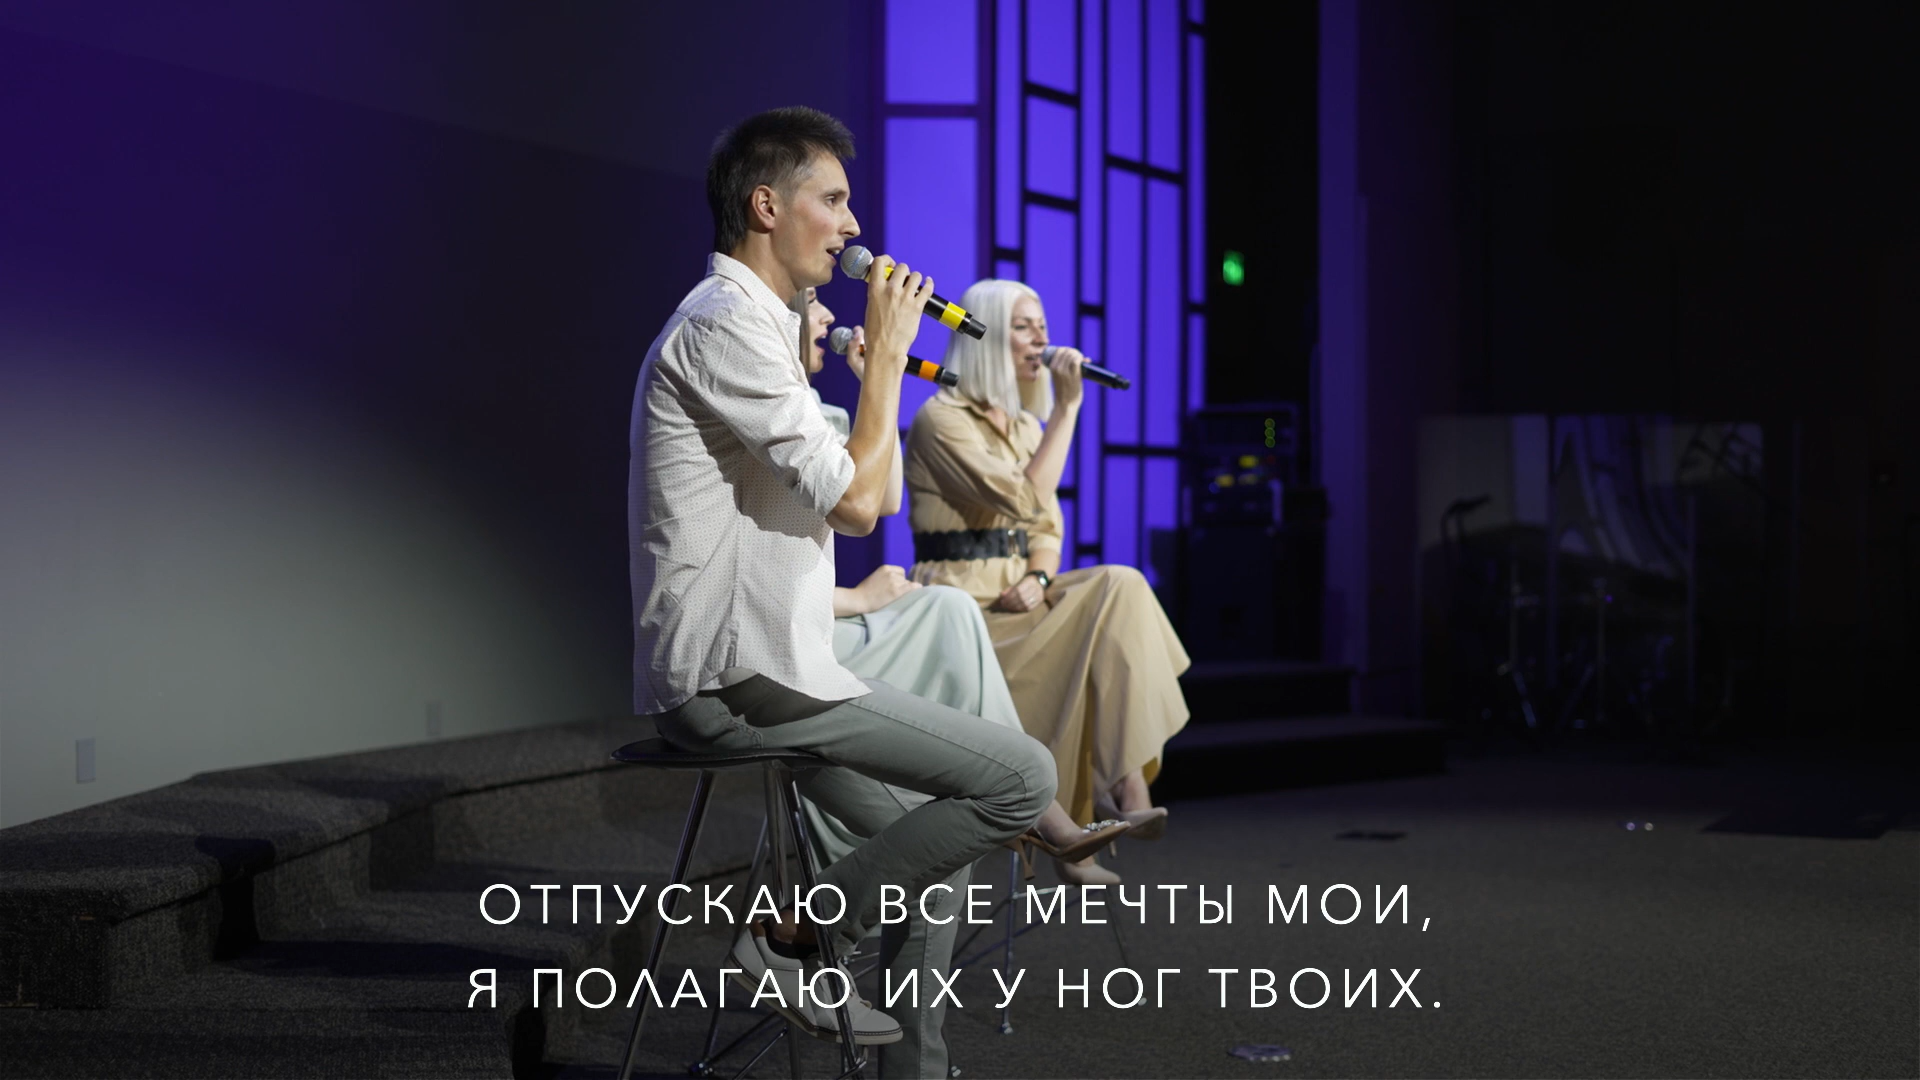 ОТПУСКАЮ ВСЕ МЕЧТЫ МОИ,
Я ПОЛАГАЮ ИХ У НОГ ТВОИХ.